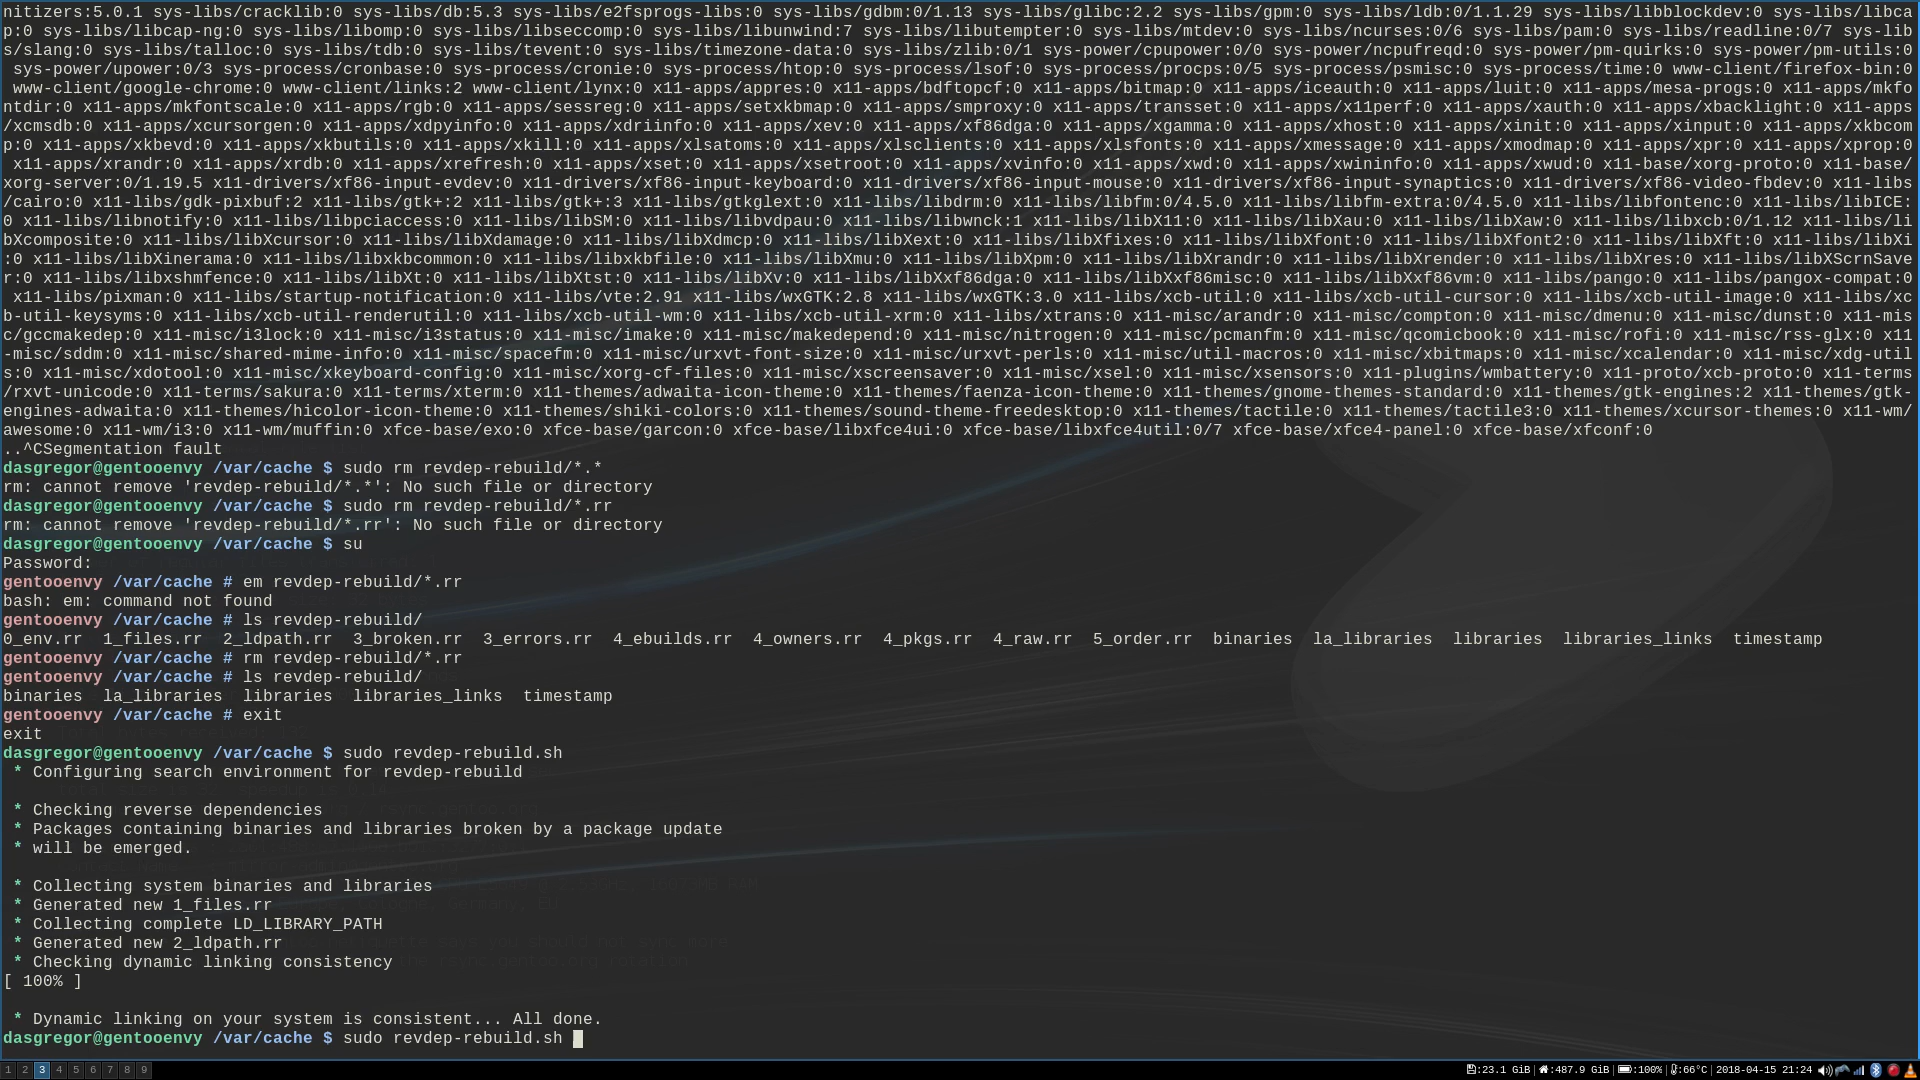 nitizers:5.0.1 sys-libs/cracklib:0 sys-libs/db:5.3 sys-libs/e2fsprogs-libs:0 sys-libs/gdbm:0/1.13 sys-libs/glibc:2.2 sys-libs/gpm:0 sys-libs/ldb:0/1.1.29 sys-libs/libblockdev:0 sys-libs/libca
p:0 sys-libs/libcap-ng:0 sys-libs/libomp:0 sys-libs/libseccomp:0 sys-libs/libunwind:7 sys-libs/libutempter:0 sys-libs/mtdev:0 sys-libs/ncurses:0/6 sys-libs/pam:0 sys-libs/readline:0/7 sys-lib
s/slang:0 sys-libs/talloc:0 sys-libs/tdb:0 sys-libs/tevent:0 sys-libs/timezone-data:0 sys-libs/zlib:0/1 sys-power/cpupower:0/0 sys-power/ncpufreqd:0 sys-power/pm-quirks:0 sys-power/pm-utils:0
 sys-power/upower:0/3 sys-process/cronbase:0 sys-process/cronie:0 sys-process/htop:0 sys-process/lsof:0 sys-process/procps:0/5 sys-process/psmisc:0 sys-process/time:0 www-client/firefox-bin:0
 www-client/google-chrome:0 www-client/links:2 www-client/lynx:0 x11-apps/appres:0 x11-apps/bdftopcf:0 x11-apps/bitmap:0 x11-apps/iceauth:0 x11-apps/luit:0 x11-apps/mesa-progs:0 x11-apps/mkfo
ntdir:0 x11-apps/mkfontscale:0 x11-apps/rgb:0 x11-apps/sessreg:0 x11-apps/setxkbmap:0 x11-apps/smproxy:0 x11-apps/transset:0 x11-apps/x11perf:0 x11-apps/xauth:0 x11-apps/xbacklight:0 x11-apps
/xcmsdb:0 x11-apps/xcursorgen:0 x11-apps/xdpyinfo:0 x11-apps/xdriinfo:0 x11-apps/xev:0 x11-apps/xf86dga:0 x11-apps/xgamma:0 x11-apps/xhost:0 x11-apps/xinit:0 x11-apps/xinput:0 x11-apps/xkbcom
p:0 x11-apps/xkbevd:0 x11-apps/xkbutils:0 x11-apps/xkill:0 x11-apps/xlsatoms:0 x11-apps/xlsclients:0 x11-apps/xlsfonts:0 x11-apps/xmessage:0 x11-apps/xmodmap:0 x11-apps/xpr:0 x11-apps/xprop:0
 x11-apps/xrandr:0 x11-apps/xrdb:0 x11-apps/xrefresh:0 x11-apps/xset:0 x11-apps/xsetroot:0 x11-apps/xvinfo:0 x11-apps/xwd:0 x11-apps/xwininfo:0 x11-apps/xwud:0 x11-base/xorg-proto:0 x11-base/
xorg-server:0/1.19.5 x11-drivers/xf86-input-evdev:0 x11-drivers/xf86-input-keyboard:0 x11-drivers/xf86-input-mouse:0 x11-drivers/xf86-input-synaptics:0 x11-drivers/xf86-video-fbdev:0 x11-libs
/cairo:0 x11-libs/gdk-pixbuf:2 x11-libs/gtk+:2 x11-libs/gtk+:3 x11-libs/gtkglext:0 x11-libs/libdrm:0 x11-libs/libfm:0/4.5.0 x11-libs/libfm-extra:0/4.5.0 x11-libs/libfontenc:0 x11-libs/libICE:
0 x11-libs/libnotify:0 x11-libs/libpciaccess:0 x11-libs/libSM:0 x11-libs/libvdpau:0 x11-libs/libwnck:1 x11-libs/libX11:0 x11-libs/libXau:0 x11-libs/libXaw:0 x11-libs/libxcb:0/1.12 x11-libs/li
bXcomposite:0 x11-libs/libXcursor:0 x11-libs/libXdamage:0 x11-libs/libXdmcp:0 x11-libs/libXext:0 x11-libs/libXfixes:0 x11-libs/libXfont:0 x11-libs/libXfont2:0 x11-libs/libXft:0 x11-libs/libXi
:0 x11-libs/libXinerama:0 x11-libs/libxkbcommon:0 x11-libs/libxkbfile:0 x11-libs/libXmu:0 x11-libs/libXpm:0 x11-libs/libXrandr:0 x11-libs/libXrender:0 x11-libs/libXres:0 x11-libs/libXScrnSave
r:0 x11-libs/libxshmfence:0 x11-libs/libXt:0 x11-libs/libXtst:0 x11-libs/libXv:0 x11-libs/libXxf86dga:0 x11-libs/libXxf86misc:0 x11-libs/libXxf86vm:0 x11-libs/pango:0 x11-libs/pangox-compat:0
 x11-libs/pixman:0 x11-libs/startup-notification:0 x11-libs/vte:2.91 x11-libs/wxGTK:2.8 x11-libs/wxGTK:3.0 x11-libs/xcb-util:0 x11-libs/xcb-util-cursor:0 x11-libs/xcb-util-image:0 x11-libs/xc
b-util-keysyms:0 x11-libs/xcb-util-renderutil:0 x11-libs/xcb-util-wm:0 x11-libs/xcb-util-xrm:0 x11-libs/xtrans:0 x11-misc/arandr:0 x11-misc/compton:0 x11-misc/dmenu:0 x11-misc/dunst:0 x11-mis
c/gccmakedep:0 x11-misc/i3lock:0 x11-misc/i3status:0 x11-misc/imake:0 x11-misc/makedepend:0 x11-misc/nitrogen:0 x11-misc/pcmanfm:0 x11-misc/qcomicbook:0 x11-misc/rofi:0 x11-misc/rss-glx:0 x11
-misc/sddm:0 x11-misc/shared-mime-info:0 x11-misc/spacefm:0 x11-misc/urxvt-font-size:0 x11-misc/urxvt-perls:0 x11-misc/util-macros:0 x11-misc/xbitmaps:0 x11-misc/xcalendar:0 x11-misc/xdg-util
s:0 x11-misc/xdotool:0 x11-misc/xkeyboard-config:0 x11-misc/xorg-cf-files:0 x11-misc/xscreensaver:0 x11-misc/xsel:0 x11-misc/xsensors:0 x11-plugins/wmbattery:0 x11-proto/xcb-proto:0 x11-terms
/rxvt-unicode:0 x11-terms/sakura:0 x11-terms/xterm:0 x11-themes/adwaita-icon-theme:0 x11-themes/faenza-icon-theme:0 x11-themes/gnome-themes-standard:0 x11-themes/gtk-engines:2 x11-themes/gtk-
engines-adwaita:0 x11-themes/hicolor-icon-theme:0 x11-themes/shiki-colors:0 x11-themes/sound-theme-freedesktop:0 x11-themes/tactile:0 x11-themes/tactile3:0 x11-themes/xcursor-themes:0 x11-wm/
awesome:0 x11-wm/i3:0 x11-wm/muffin:0 xfce-base/exo:0 xfce-base/garcon:0 xfce-base/libxfce4ui:0 xfce-base/libxfce4util:0/7 xfce-base/xfce4-panel:0 xfce-base/xfconf:0
..^CSegmentation fault
dasgregor@gentooenvy /var/cache $ sudo rm revdep-rebuild/*.*
rm: cannot remove 'revdep-rebuild/*.*': No such file or directory
dasgregor@gentooenvy /var/cache $ sudo rm revdep-rebuild/*.rr
rm: cannot remove 'revdep-rebuild/*.rr': No such file or directory
dasgregor@gentooenvy /var/cache $ su
Password:
gentooenvy /var/cache # em revdep-rebuild/*.rr
bash: em: command not found
gentooenvy /var/cache # ls revdep-rebuild/
0_env.rr  1_files.rr  2_ldpath.rr  3_broken.rr  3_errors.rr  4_ebuilds.rr  4_owners.rr  4_pkgs.rr  4_raw.rr  5_order.rr  binaries  la_libraries  libraries  libraries_links  timestamp
gentooenvy /var/cache # rm revdep-rebuild/*.rr
gentooenvy /var/cache # ls revdep-rebuild/
binaries  la_libraries  libraries  libraries_links  timestamp
gentooenvy /var/cache # exit
exit
dasgregor@gentooenvy /var/cache $ sudo revdep-rebuild.sh
 * Configuring search environment for revdep-rebuild
 * Checking reverse dependencies
 * Packages containing binaries and libraries broken by a package update
 * will be emerged.
 * Collecting system binaries and libraries
 * Generated new 1_files.rr
 * Collecting complete LD_LIBRARY_PATH
 * Generated new 2_ldpath.rr
 * Checking dynamic linking consistency
[ 100% ]
 * Dynamic linking on your system is consistent... All done.
dasgregor@gentooenvy /var/cache $ sudo revdep-rebuild.sh
1 2 3 4 5 6 7 8 9 :23.1 GiB | :487.9 GiB | :100% | :66°C | 2018-04-15 21:24